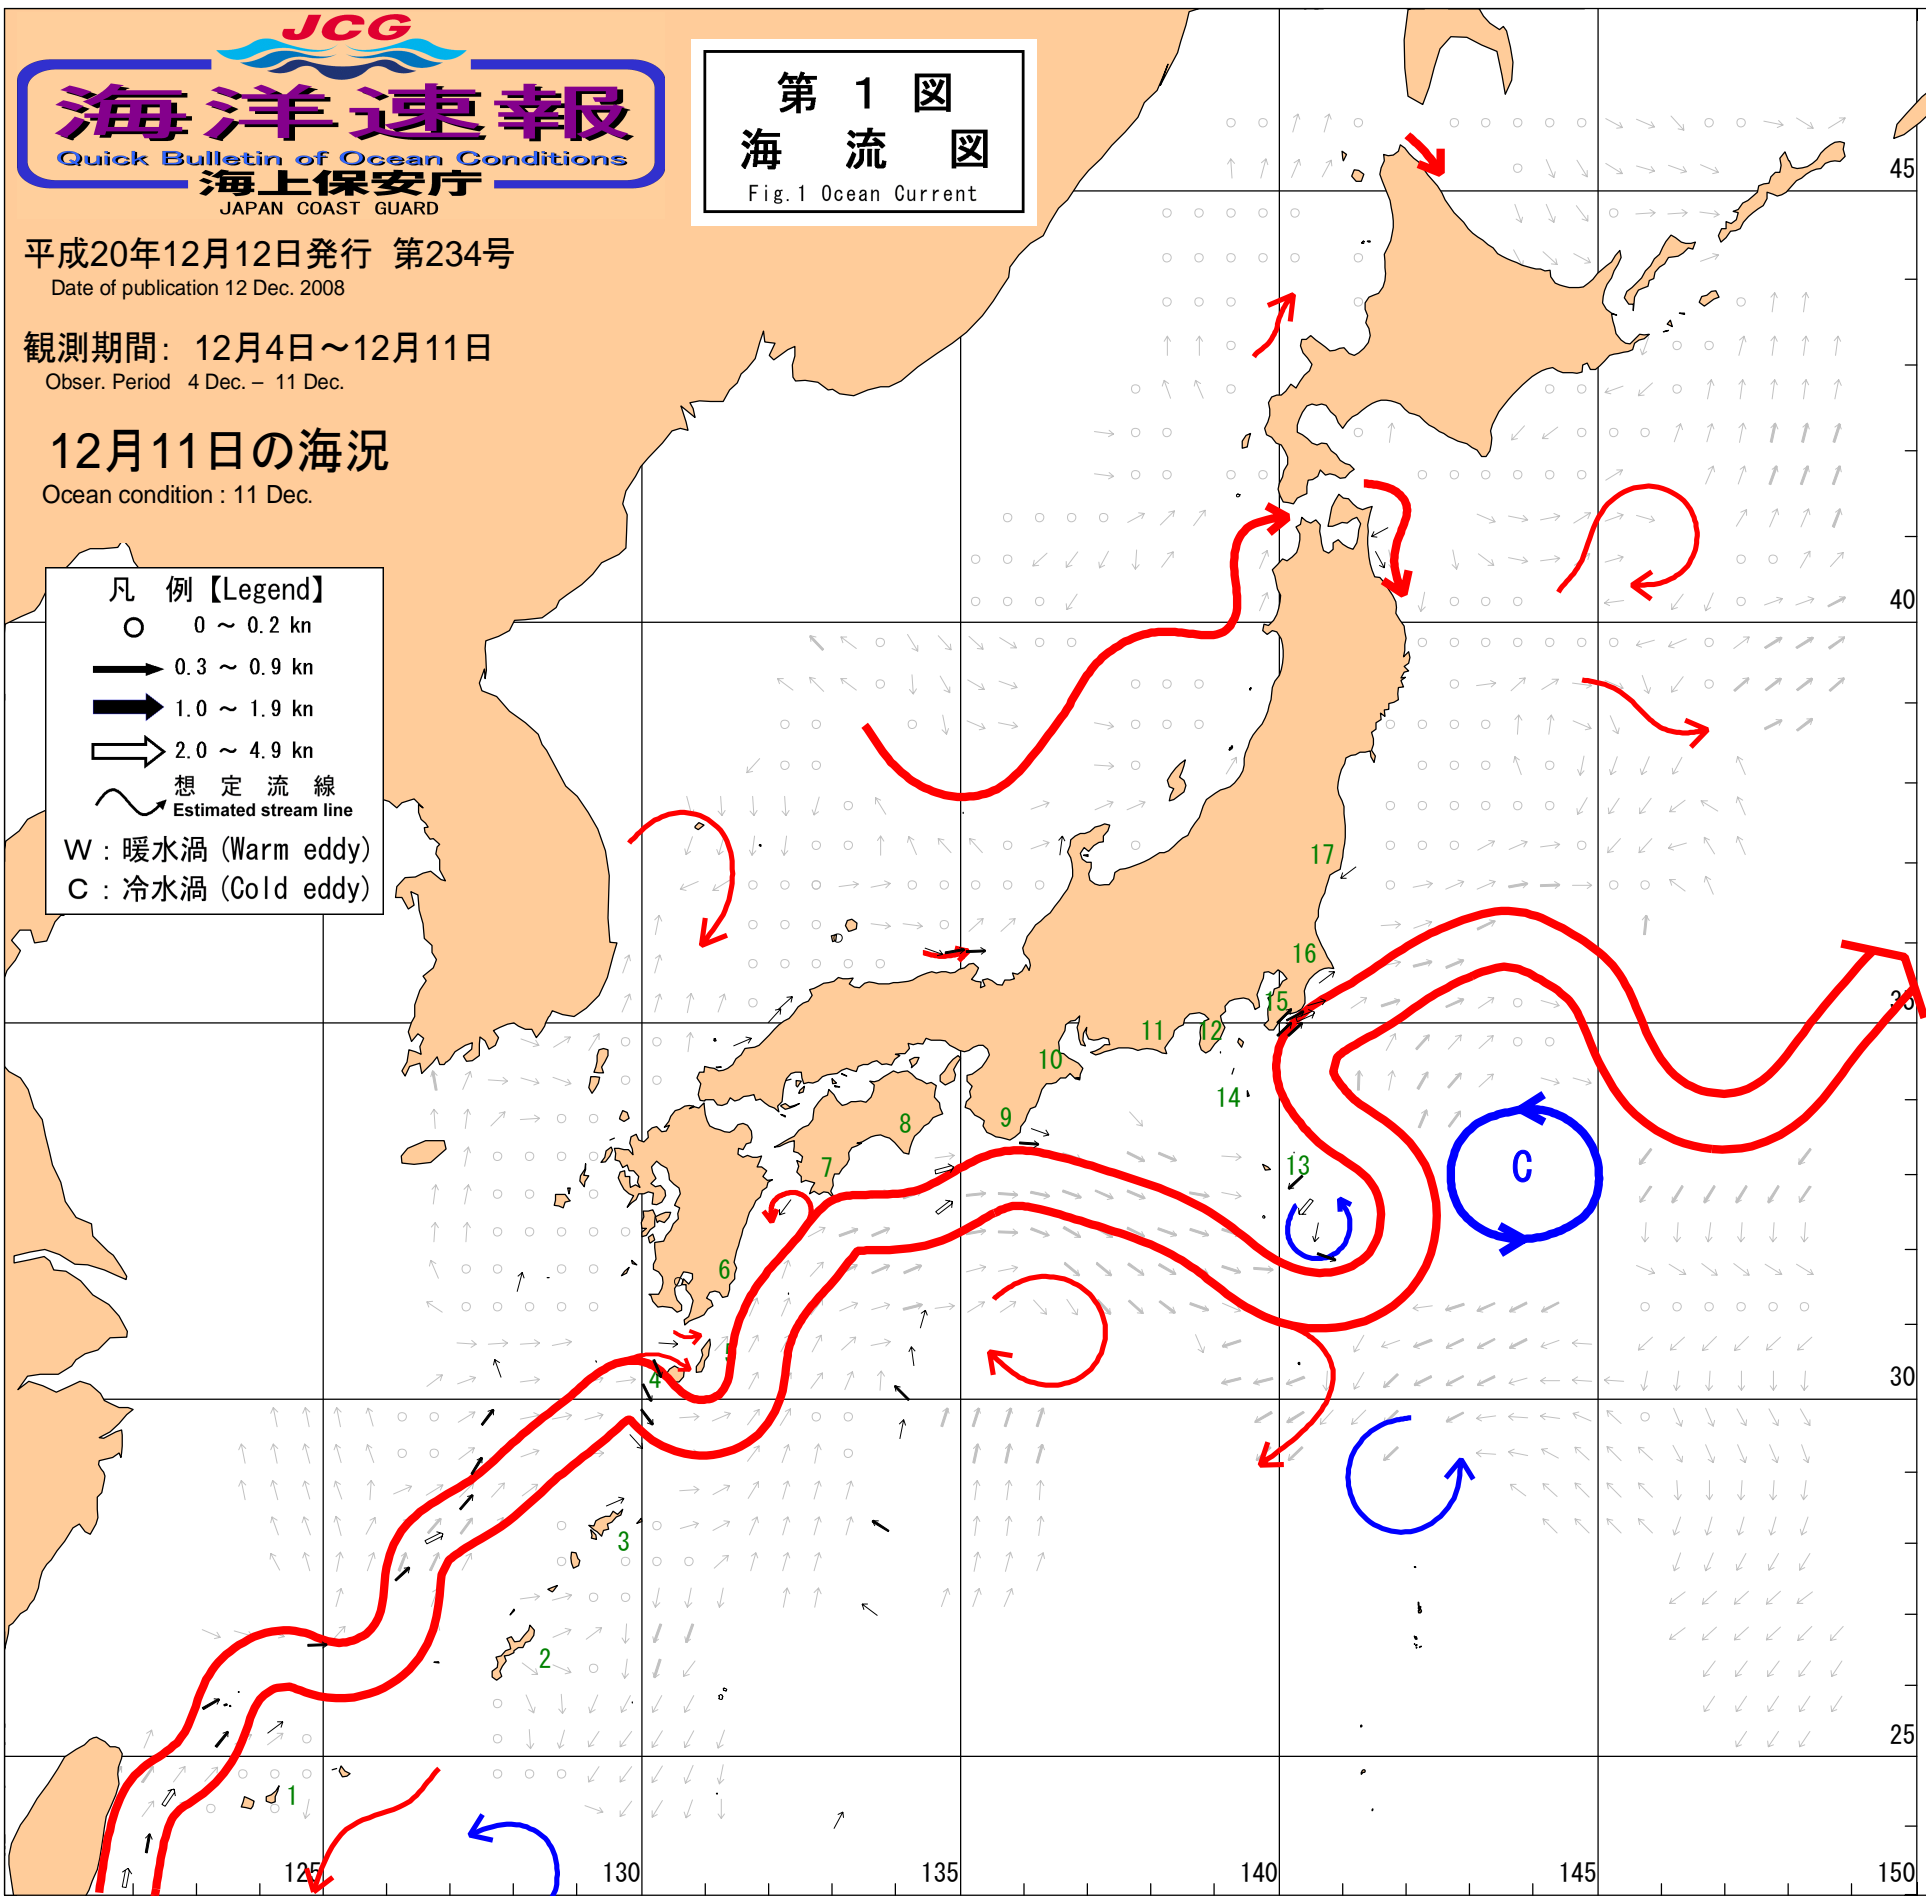 JCG
海洋速報
Quick Bulletin of Ocean Conditions
海上保安庁
JAPAN COAST GUARD
第 1 図
海 流 図
Fig.1 Ocean Current
平成20年12月12日発行 第234号
Date of publication 12 Dec. 2008
観測期間: 12月4日～12月11日
Obser. Period 4 Dec. – 11 Dec.
12月11日の海況
Ocean condition : 11 Dec.
凡 例【Legend】
0 ～ 0.2 kn
0.3 ～ 0.9 kn
1.0 ～ 1.9 kn
2.0 ～ 4.9 kn
想 定 流 線
Estimated stream line
W : 暖水渦 (Warm eddy)
C : 冷水渦 (Cold eddy)
45
40
17
16
35
15
12
11
10
14
9
8
7
13
C
6
5
4
30
3
2
25
1
125
130
135
140
145
150